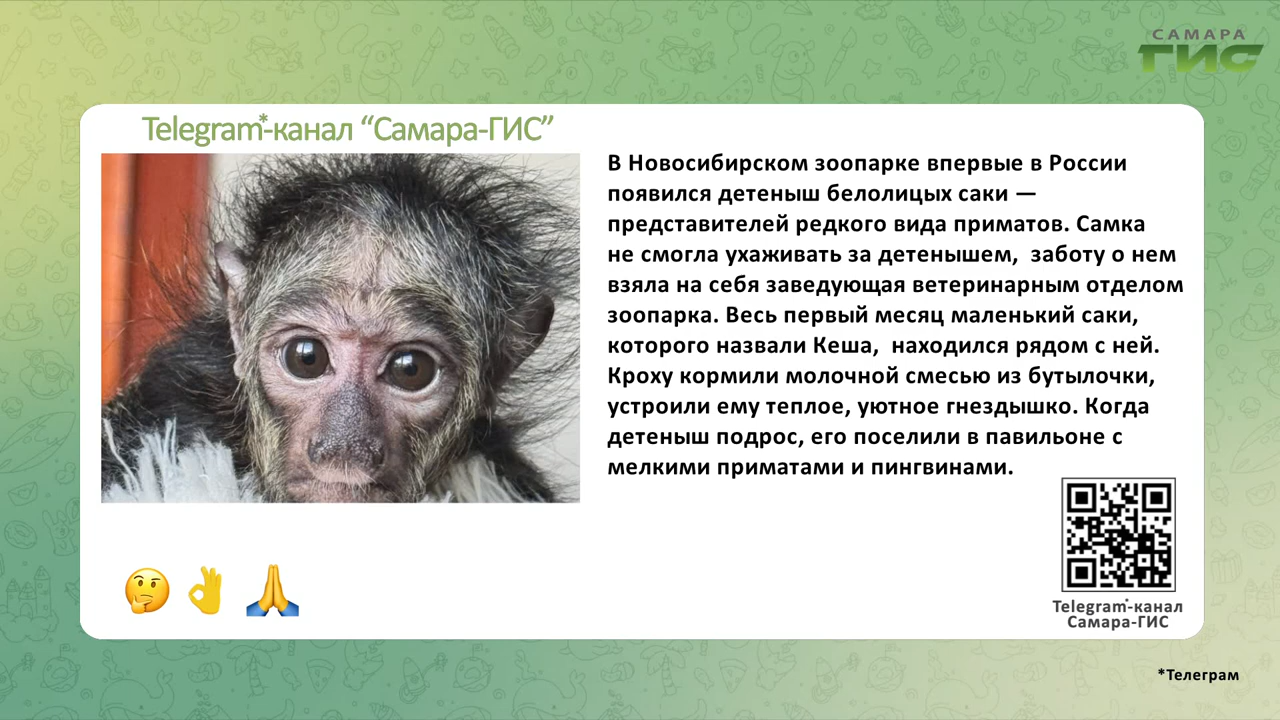 САМАРА
ГИС
Telegram*-канал “Самара-ГИС”
В Новосибирском зоопарке впервые в России
появился детеныш белолицых саки —
представителей редкого вида приматов. Самка
не смогла ухаживать за детенышем,  заботу о нем
взяла на себя заведующая ветеринарным отделом
зоопарка. Весь первый месяц маленький саки,
которого назвали Кеша,  находился рядом с ней.
Кроху кормили молочной смесью из бутылочки,
устроили ему теплое, уютное гнездышко. Когда
детеныш подрос, его поселили в павильоне с
мелкими приматами и пингвинами.
Telegram*-канал
Самара-ГИС
*Телеграм